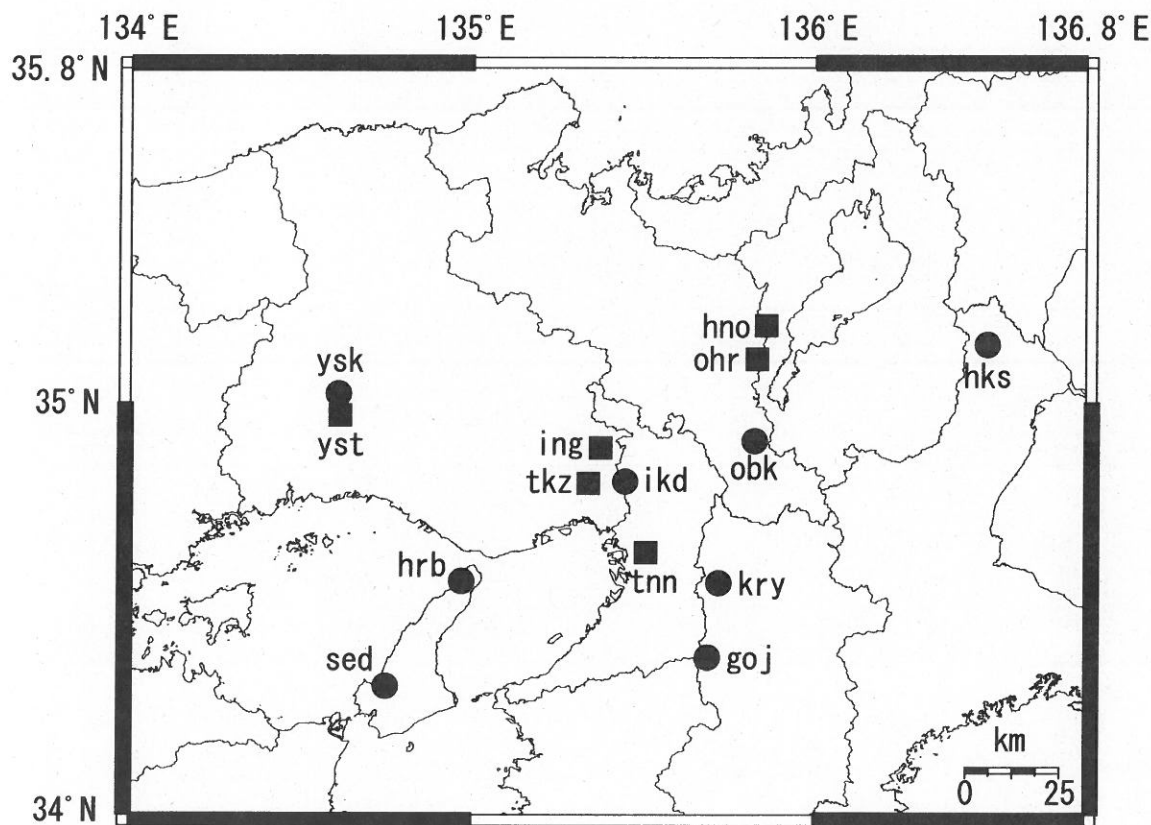 134°E 135°E 136°E 136.8°E
35.8°N
hno
ohr
hks
ysk
35°N
yst
ing
obk
tkz
ikd
hrb
tnn
kry
sed
goj
km
0 25
34°N